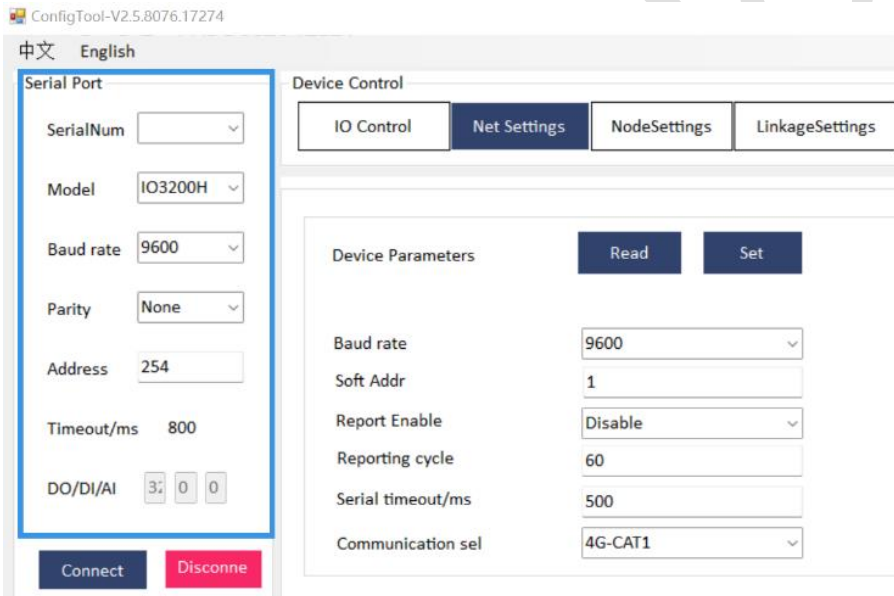 ConfigTool-V2.5.8076.17274
中文 English
Serial Port
SerialNum
Model IO3200H
Baud rate 9600
Parity None
Address 254
Timeout/ms 800
DO/DI/AI 0 0
Connect Disconne
Device Control
IO Control Net Settings NodeSettings LinkageSettings
Device Parameters Read Set
Baud rate 9600
Soft Addr 1
Report Enable Disable
Reporting cycle 60
Serial timeout/ms 500
Communication sel 4G-CAT1